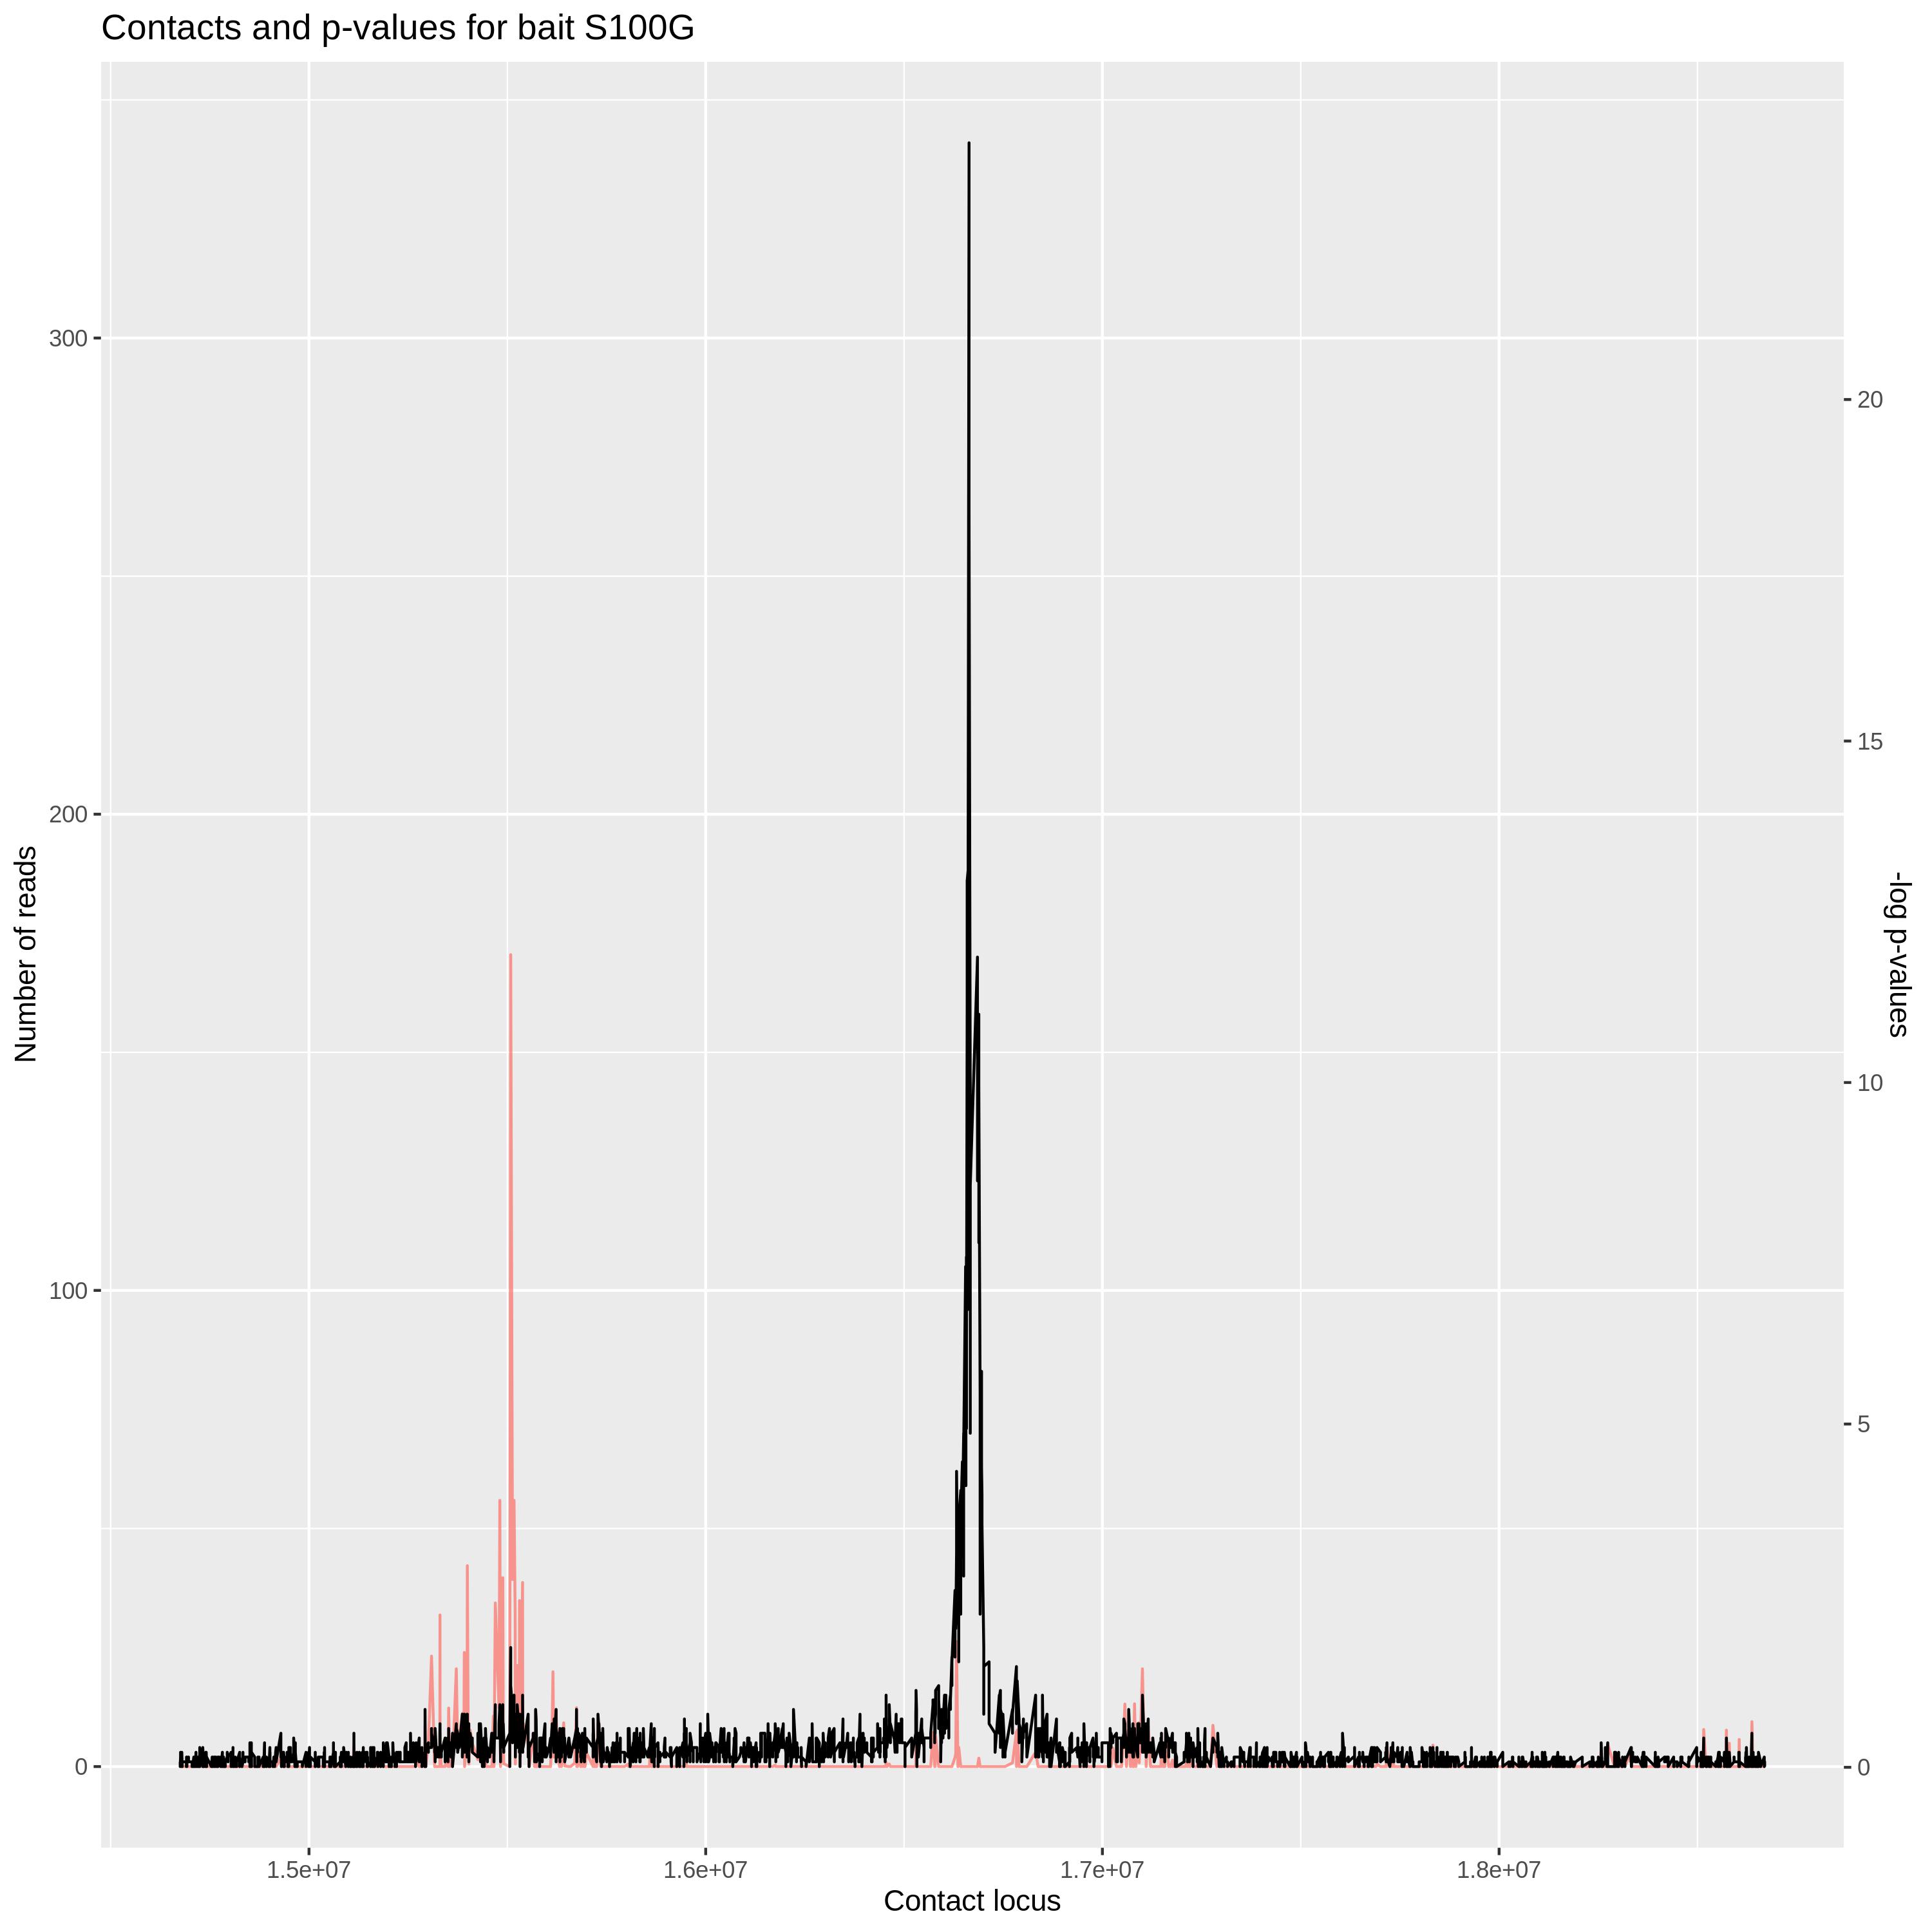 Contacts and p-values for bait S100G
300
200
100
0
Number of reads
20
15
10
5
0
-log p-values
1.5e+07 1.6e+07 1.7e+07 1.8e+07
Contact locus